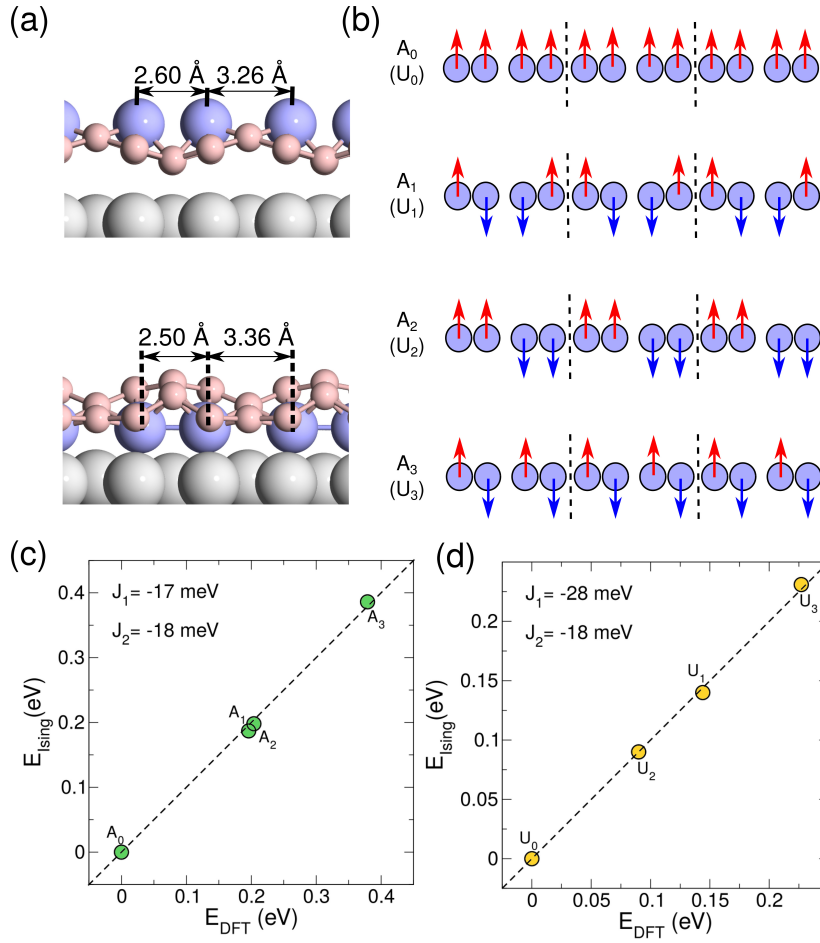 (a)
2.60 Å 3.26 Å
2.50 Å 3.36 Å
(b)
A0
(U0)
A1
(U1)
A2
(U2)
A3
(U3)
(c)
J1= -17 meV
J2= -18 meV
A0
A1
A2
A3
0
0.1
0.2
0.3
0.4
EIsing(eV)
0 0.1 0.2 0.3 0.4
EDFT (eV)
(d)
J1= -28 meV
J2= -18 meV
U0
U1
U2
U3
0
0.05
0.1
0.15
0.2
EIsing(eV)
0 0.05 0.1 0.15 0.2
EDFT (eV)